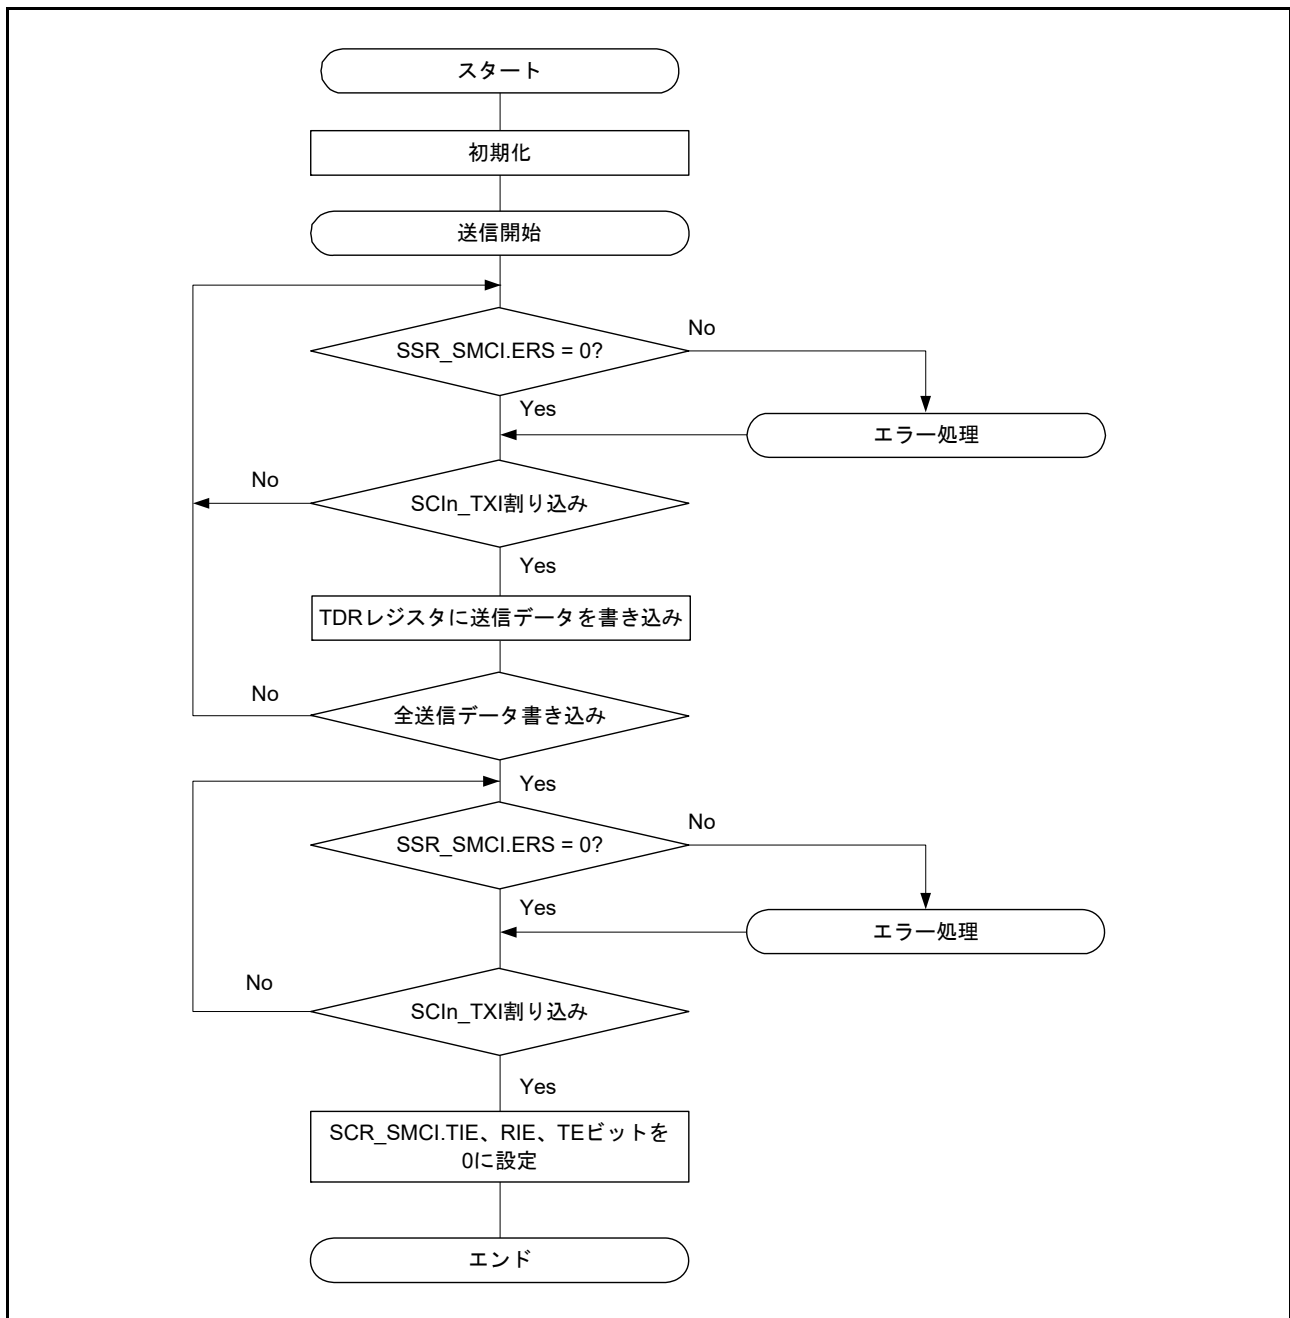 スタート
初期化
送信開始
SSR_SMCI.ERS = 0?
No
Yes
エラー処理
No
SCIn_TXI割り込み
Yes
TDRレジスタに送信データを書き込み
No
全送信データ書き込み
Yes
SSR_SMCI.ERS = 0?
No
Yes
エラー処理
No
SCIn_TXI割り込み
Yes
SCR_SMCI.TIE、RIE、TEビットを
0に設定
エンド